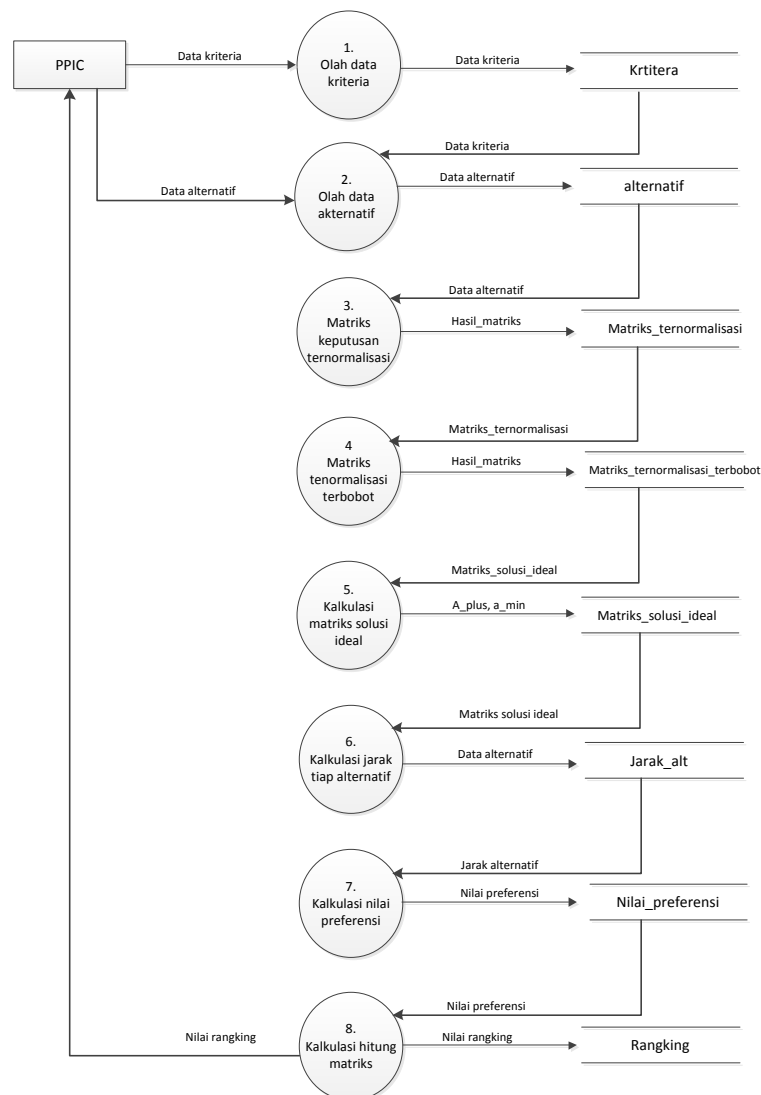 PPIC
Data kriteria
1.
Olah data
kriteria
Data kriteria
Krtitera
Data kriteria
Data alternatif
2.
Olah data
akternatif
Data alternatif
alternatif
Data alternatif
3.
Matriks
keputusan
ternormalisasi
Hasil_matriks
Matriks_ternormalisasi
Matriks_ternormalisasi
4
Matriks
tenormalisasi
terbobot
Hasil_matriks
Matriks_ternormalisasi_terbobot
Matriks_solusi_ideal
5.
Kalkulasi
matriks solusi
ideal
A_plus, a_min
Matriks_solusi_ideal
Matriks solusi ideal
6.
Kalkulasi jarak
tiap alternatif
Data alternatif
Jarak_alt
Jarak alternatif
7.
Kalkulasi nilai
preferensi
Nilai preferensi
Nilai_preferensi
Nilai preferensi
Nilai rangking
8.
Kalkulasi hitung
matriks
Nilai rangking
Rangking